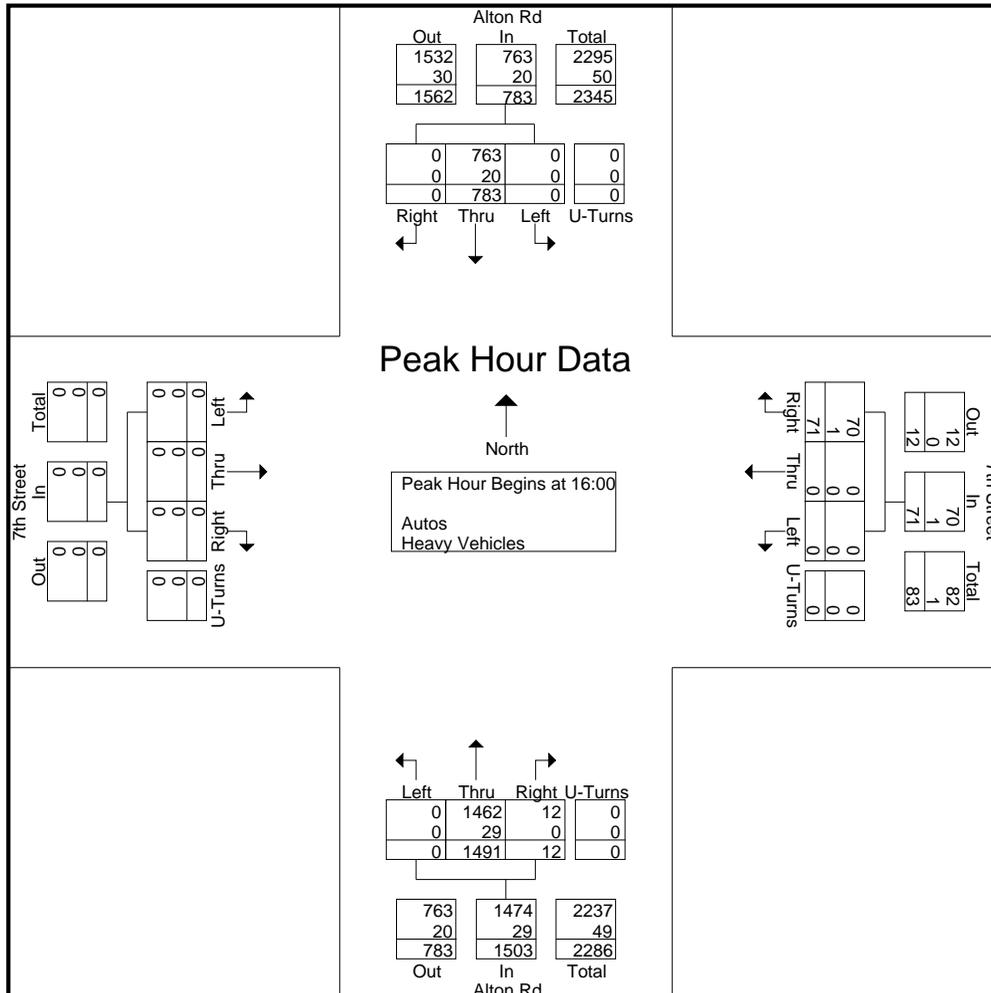 Alton Rd
Out In Total
1532 763 2295
30 20 50
1562 783 2345
0 763 0 0
0 20 0 0
0 783 0 0
Right Thru Left U-Turns
Peak Hour Data
North
Peak Hour Begins at 16:00
Autos
Heavy Vehicles
7th Street
Total In Out
0 0 0
0 0 0
0 0 0
Left Thru Right U-Turns
0 0 0 0
0 0 0 0
0 0 0 0
Right Thru Left U-Turns
70 0 0 0
1 0 0 0
71 0 0 0
Street
Out In Total
12 70 82
0 1 1
12 71 83
Left Thru Right U-Turns
0 1462 12 0
0 29 0 0
0 1491 12 0
763 1474 2237
20 29 49
783 1503 2286
Out In Total
Alton Rd